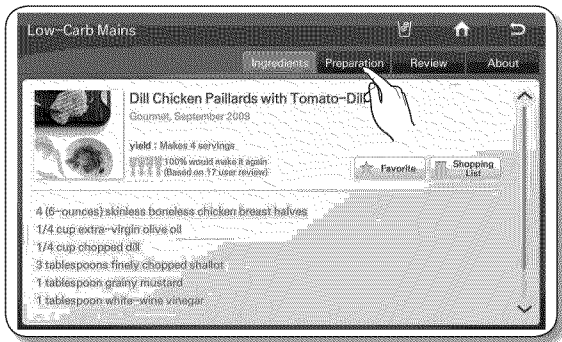 Low-Carb Mains
Ingredients Preparation Review About
Dill Chicken Paillards with Tomato-Dill
Gourmet, September 2009
yield : Makes 4 servings
100% would make it again
(Based on 17 user review)
Favorite
Shopping
List
4 (6-ounces) skinless boneless chicken breast halves
1/4 cup extra-virgin olive oil
1/4 cup chopped dill
3 tablespoons finely chopped shallot
1 tablespoon grainy mustard
1 tablespoon white-wine vinegar